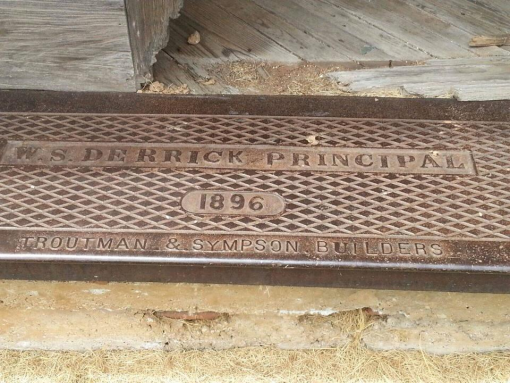 W. S. DERRICK PRINCIPAL
1896
TROUTMAN & SYMPSON BUILDERS